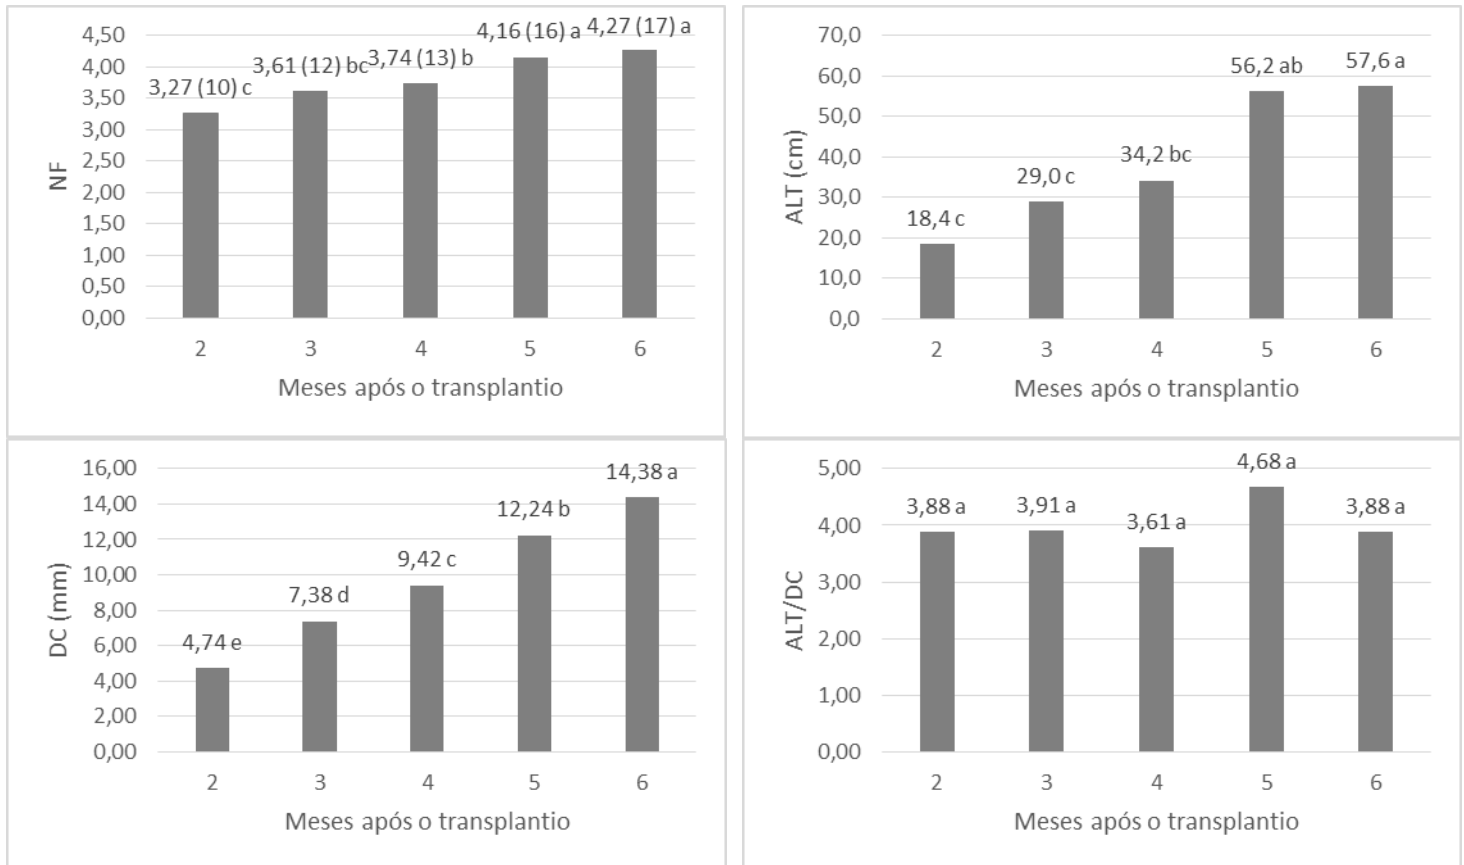 4,50
4,00
3,50
3,00
2,50
2,00
1,50
1,00
0,50
0,00
NF
3,27 (10) c
3,61 (12) bc
3,74 (13) b
4,16 (16) a
4,27 (17) a
2 3 4 5 6
Meses após o transplantio
70,0
60,0
50,0
40,0
30,0
20,0
10,0
0,0
ALT (cm)
18,4 c
29,0 c
34,2 bc
56,2 ab
57,6 a
2 3 4 5 6
Meses após o transplantio
16,00
14,00
12,00
10,00
8,00
6,00
4,00
2,00
0,00
DC (mm)
4,74 e
7,38 d
9,42 c
12,24 b
14,38 a
2 3 4 5 6
Meses após o transplantio
5,00
4,00
3,00
2,00
1,00
0,00
ALT/DC
3,88 a
3,91 a
3,61 a
4,68 a
3,88 a
2 3 4 5 6
Meses após o transplantio